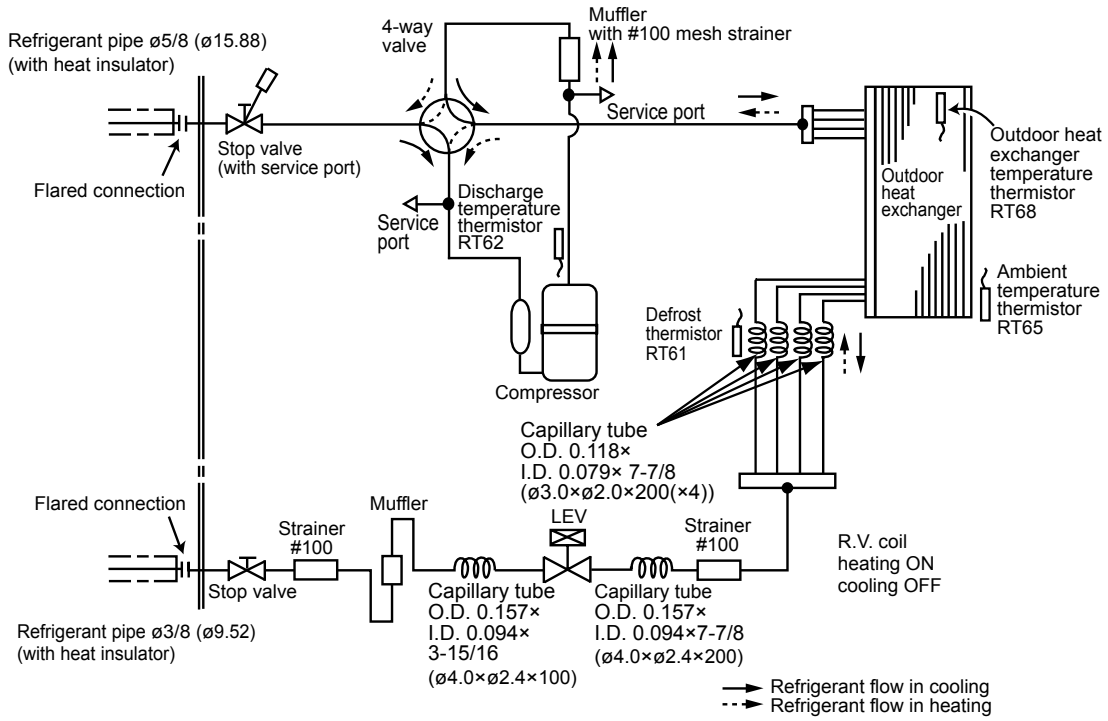 Refrigerant pipe ø5/8 (ø15.88)
(with heat insulator)
4-way
valve
Muffler
with #100 mesh strainer
Service port
Stop valve
(with service port)
Flared connection
Service
port
Discharge
temperature
thermistor
RT62
Outdoor
heat
exchanger
Outdoor heat
exchanger
temperature
thermistor
RT68
Ambient
temperature
thermistor
RT65
Defrost
thermistor
RT61
Compressor
Capillary tube
O.D. 0.118×
I.D. 0.079× 7-7/8
(ø3.0×ø2.0×200(×4))
Flared connection
Strainer
#100
Muffler
LEV
Strainer
#100
R.V. coil
heating ON
cooling OFF
Stop valve
Capillary tube
O.D. 0.157×
I.D. 0.094×
3-15/16
(ø4.0×ø2.4×100)
Capillary tube
O.D. 0.157×
I.D. 0.094×7-7/8
(ø4.0×ø2.4×200)
Refrigerant pipe ø3/8 (ø9.52)
(with heat insulator)
Refrigerant flow in cooling
Refrigerant flow in heating